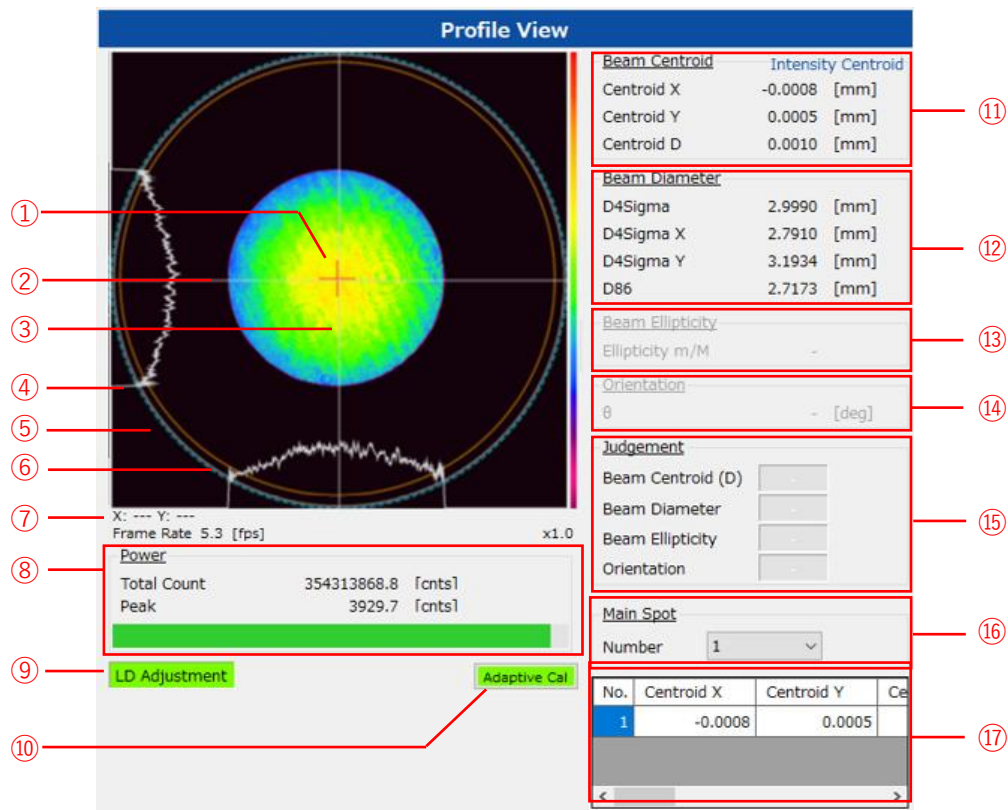 Profile View
①
②
③
④
⑤
⑥
⑦
X: --- Y: ---
Frame Rate 5.3 [fps] x1.0
⑧
Power
Total Count 354313868.8 [cnts]
Peak 3929.7 [cnts]
⑨
LD Adjustment
Adaptive Cal
⑩
Beam Centroid Intensity Centroid
Centroid X -0.0008 [mm]
Centroid Y 0.0005 [mm]
Centroid D 0.0010 [mm]
⑪
Beam Diameter
D4Sigma 2.9990 [mm]
D4Sigma X 2.7910 [mm]
D4Sigma Y 3.1934 [mm]
D86 2.7173 [mm]
⑫
Beam Ellipticity
Ellipticity m/M -
⑬
Orientation
θ - [deg]
⑭
Judgement
Beam Centroid (D) -
Beam Diameter -
Beam Ellipticity -
Orientation -
⑮
Main Spot
Number 1
⑯
No. Centroid X Centroid Y Ce
1 -0.0008 0.0005
⑰